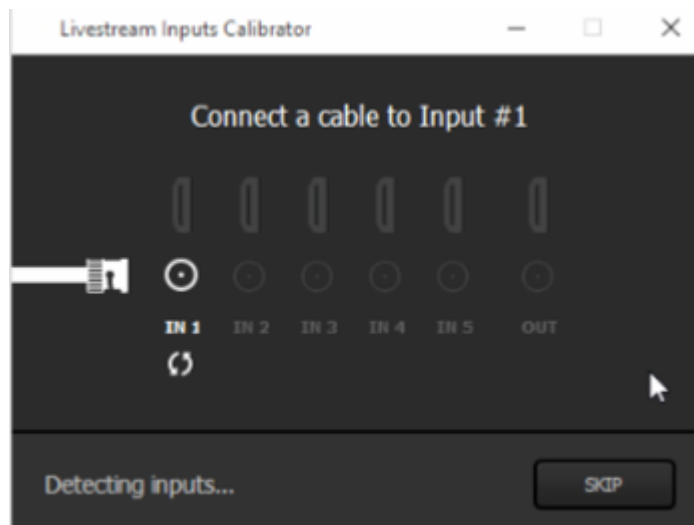 Livestream Inputs Calibrator
Connect a cable to Input #1
IN 1 IN 2 IN 3 IN 4 IN 5 OUT
Detecting inputs...
SKIP